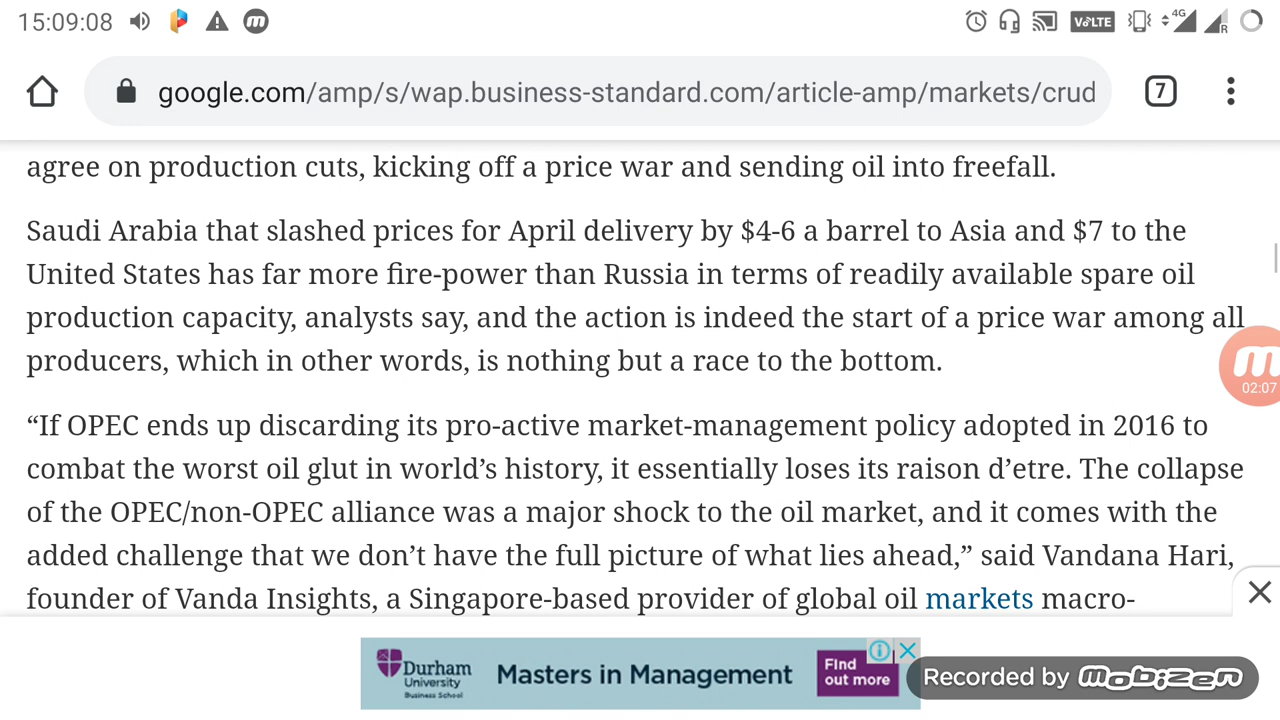 15:09:08
VoLTE 4G R
google.com/amp/s/wap.business-standard.com/article-amp/markets/crud
7
agree on production cuts, kicking off a price war and sending oil into freefall.
Saudi Arabia that slashed prices for April delivery by $4-6 a barrel to Asia and $7 to the
United States has far more fire-power than Russia in terms of readily available spare oil
production capacity, analysts say, and the action is indeed the start of a price war among all
producers, which in other words, is nothing but a race to the bottom.
02:07
“If OPEC ends up discarding its pro-active market-management policy adopted in 2016 to
combat the worst oil glut in world’s history, it essentially loses its raison d’etre. The collapse
of the OPEC/non-OPEC alliance was a major shock to the oil market, and it comes with the
added challenge that we don’t have the full picture of what lies ahead,” said Vandana Hari,
founder of Vanda Insights, a Singapore-based provider of global oil markets macro-
Durham
University
Business School
Masters in Management
Find
out more
Recorded by mobizen